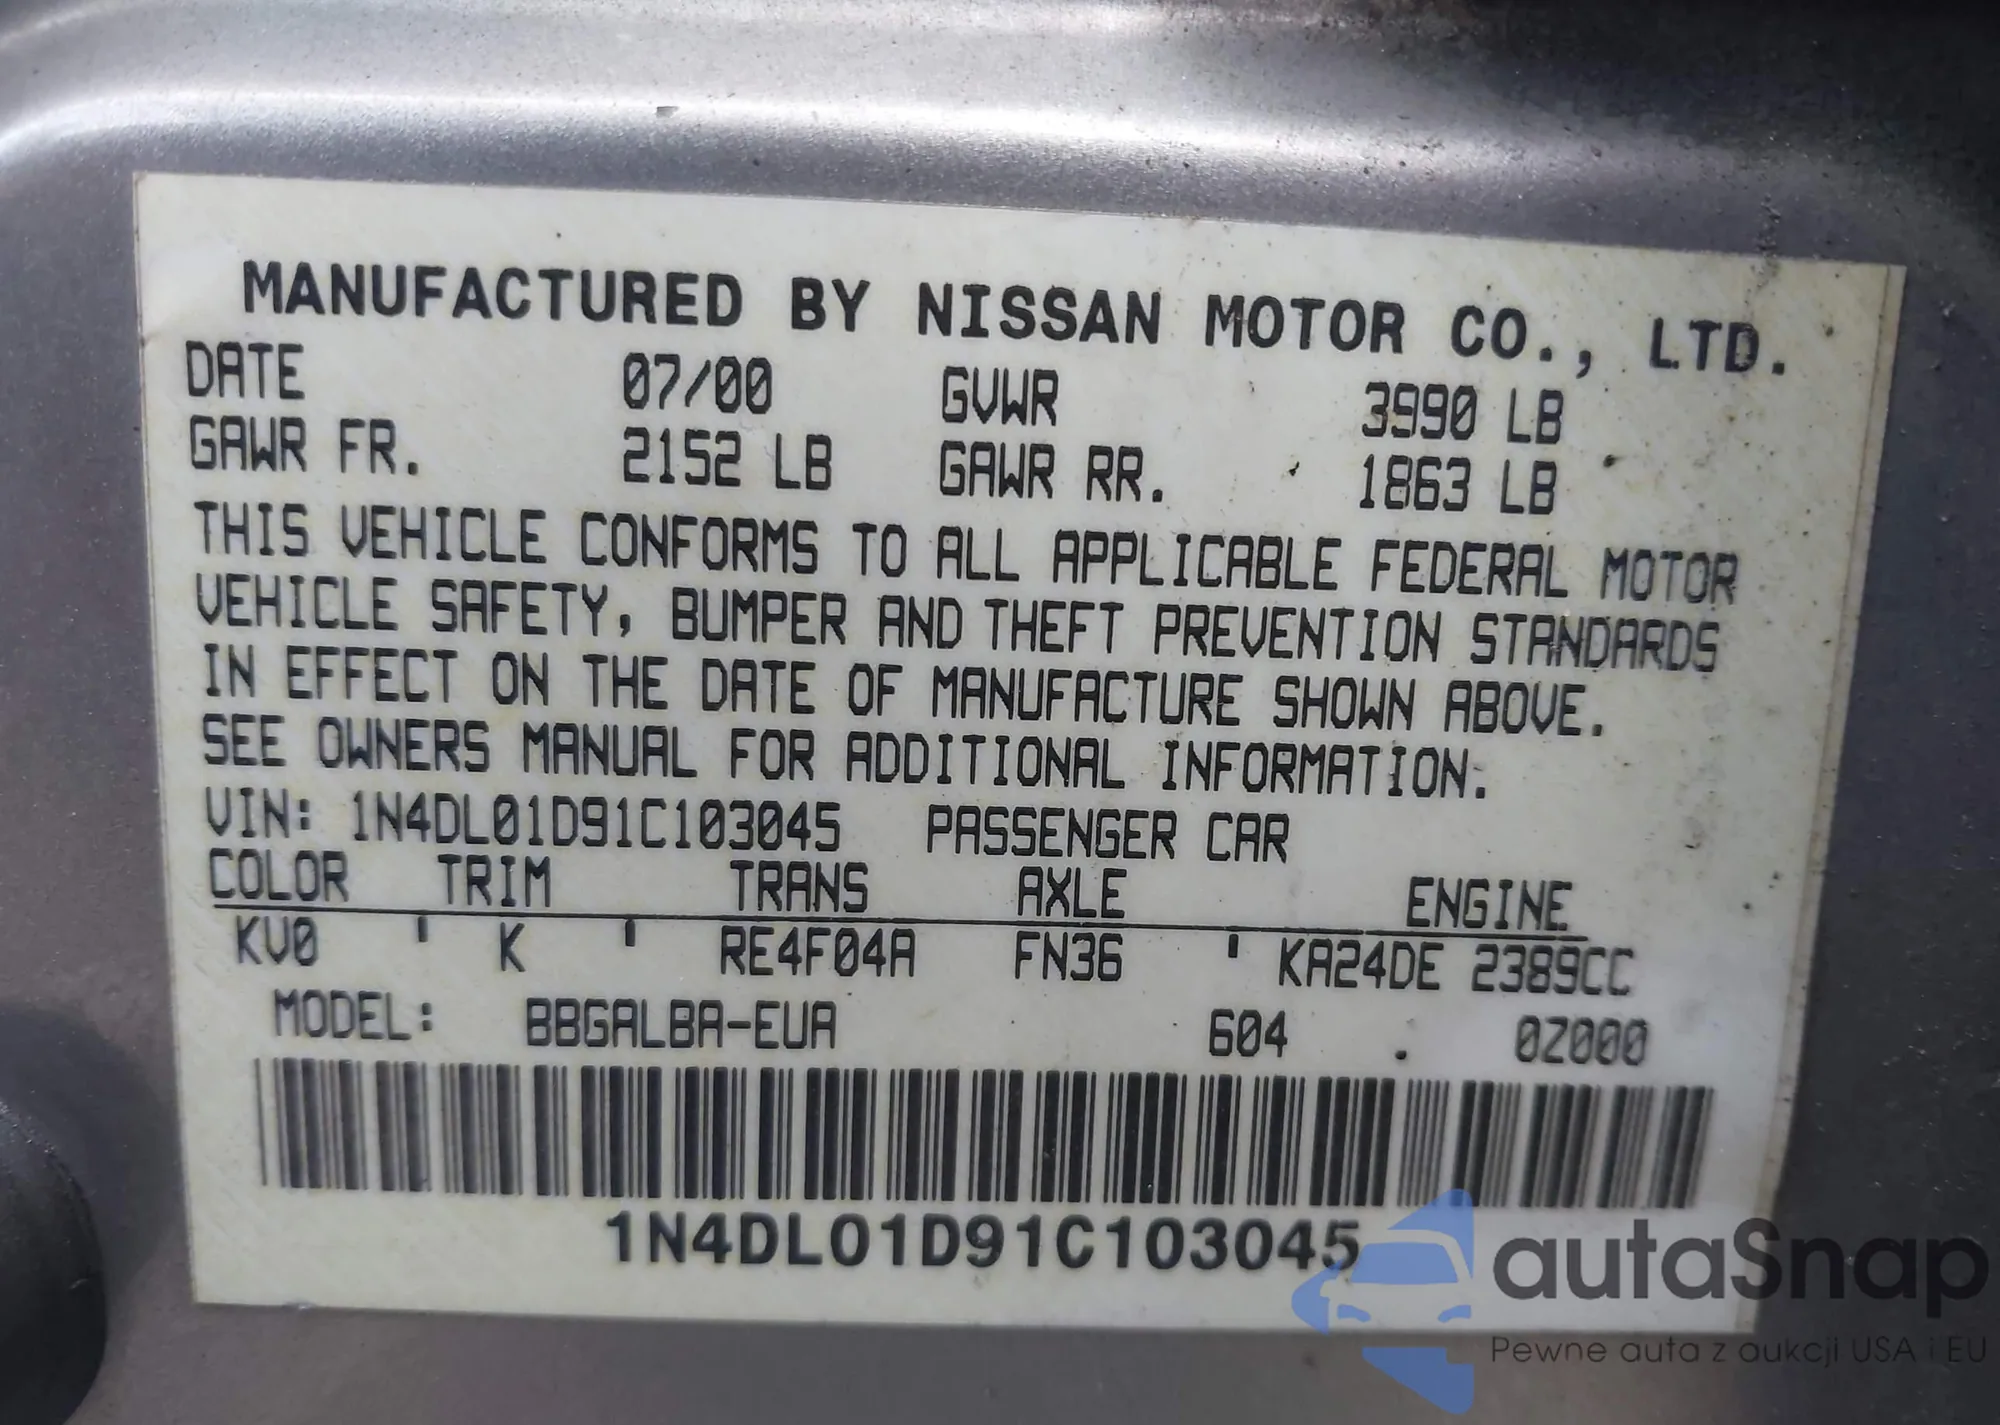 MANUFACTURED BY NISSAN MOTOR CO., LTD.
DATE 07/00 GVWR 3990 LB
GAWR FR. 2152 LB GAWR RR. 1863 LB
THIS VEHICLE CONFORMS TO ALL APPLICABLE FEDERAL MOTOR
VEHICLE SAFETY, BUMPER AND THEFT PREVENTION STANDARDS
IN EFFECT ON THE DATE OF MANUFACTURE SHOWN ABOVE.
SEE OWNERS MANUAL FOR ADDITIONAL INFORMATION.
VIN: 1N4DL01D91C103045 PASSENGER CAR
COLOR TRIM TRANS AXLE ENGINE
KV0 ' K ' RE4F04A FN36 ' KA24DE 2389CC
MODEL: BBGALBA-EUA 604 02000
1N4DL01D91C103045
autaSnap
Pewne auta z aukcji USA i EU